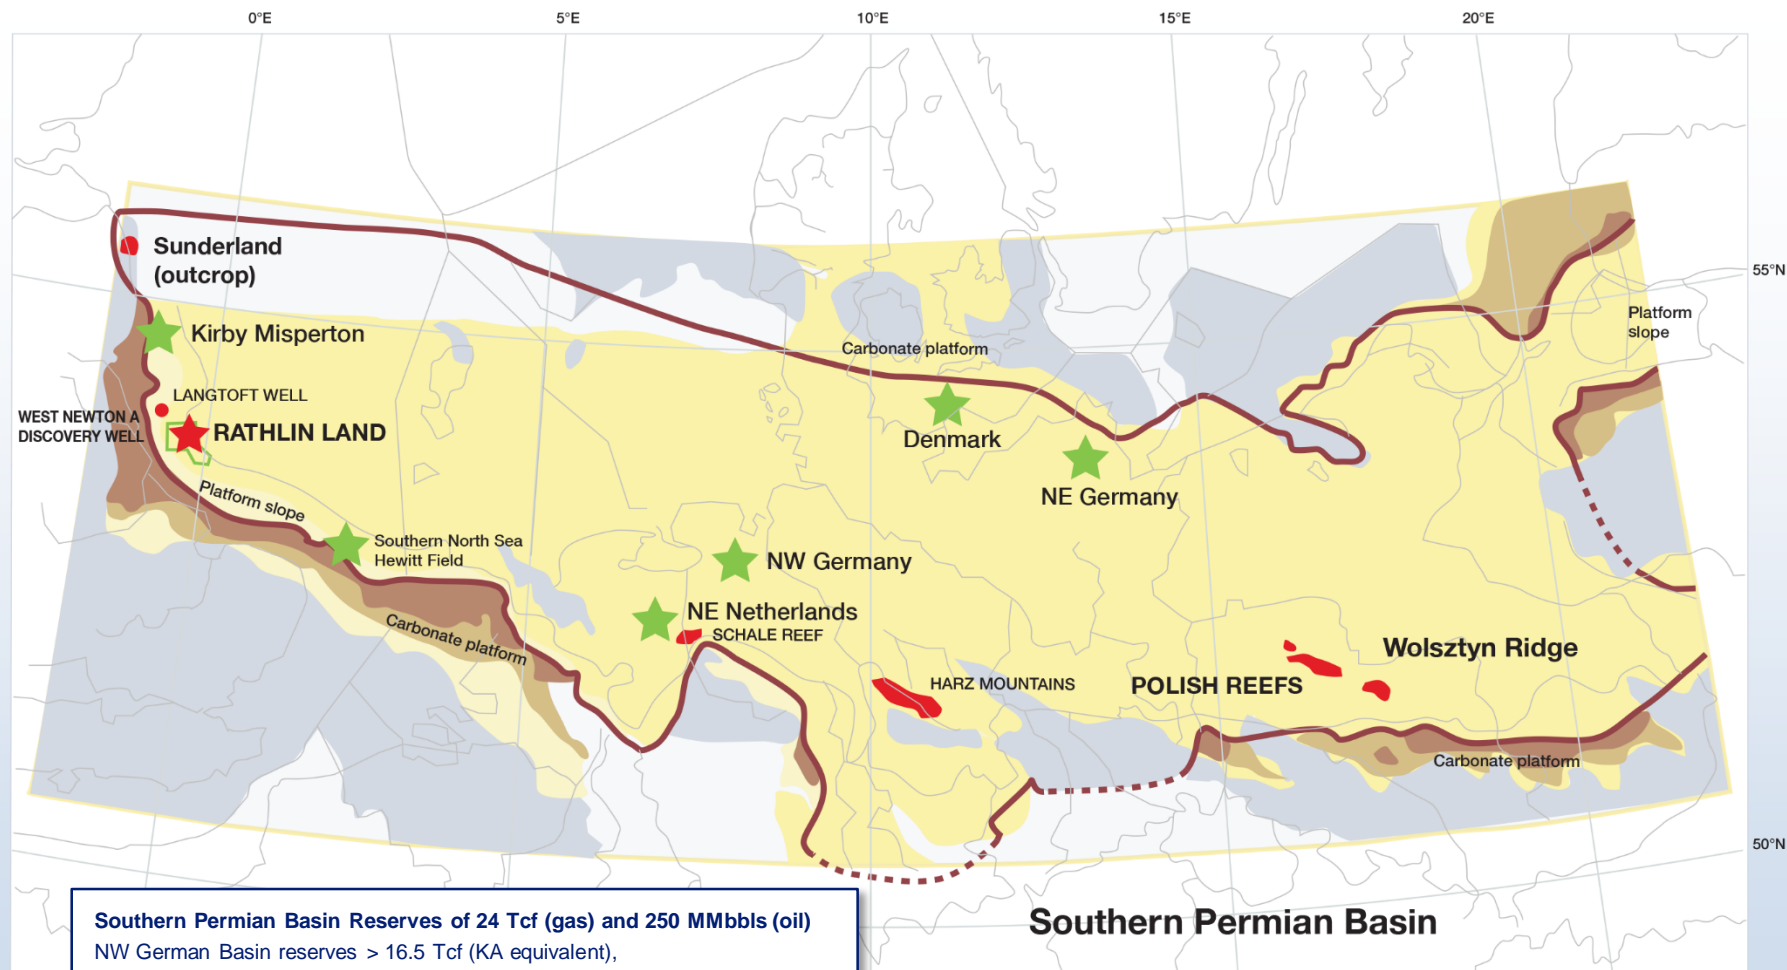 0°E
5°E
10°E
15°E
20°E
Sunderland
(outcrop)
55°N
Kirby Misperton
Platform
slope
Carbonate platform
LANGTOFT WELL
WEST NEWTON A
DISCOVERY WELL
RATHLIN LAND
Denmark
NE Germany
Platform slope
Southern North Sea
Hewitt Field
NW Germany
NE Netherlands
SCHALE REEF
Carbonate platform
Wolsztyn Ridge
HARZ MOUNTAINS
POLISH REEFS
Carbonate platform
50°N
Southern Permian Basin
Southern Permian Basin Reserves of 24 Tcf (gas) and 250 MMbbls (oil)
NW German Basin reserves > 16.5 Tcf (KA equivalent),